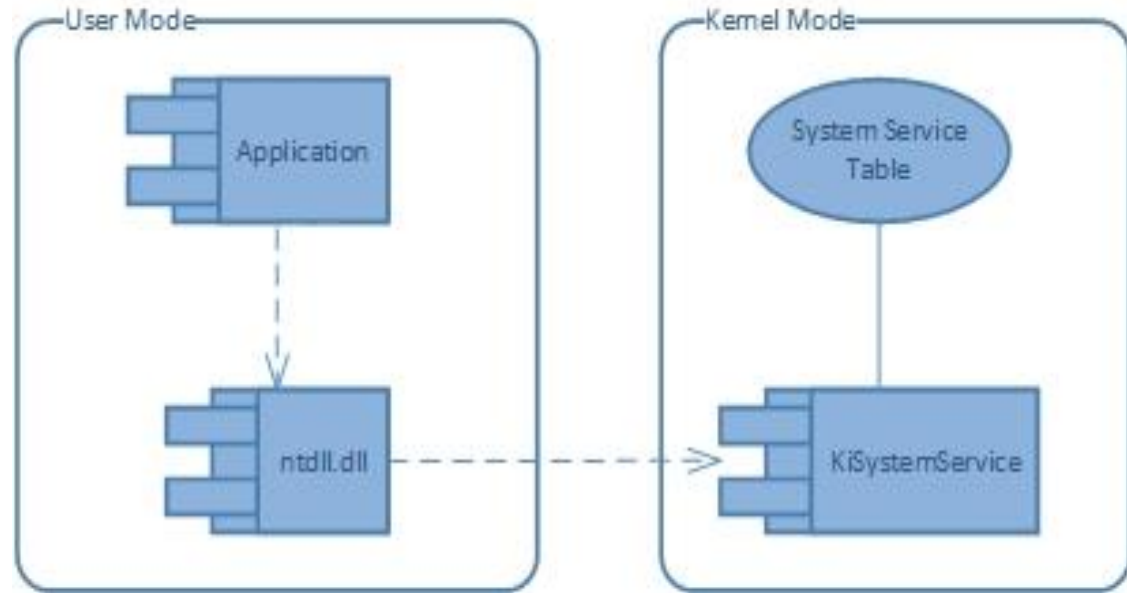 User Mode
Kernel Mode
Application
System Service
Table
ntdll.dll
KiSystemService